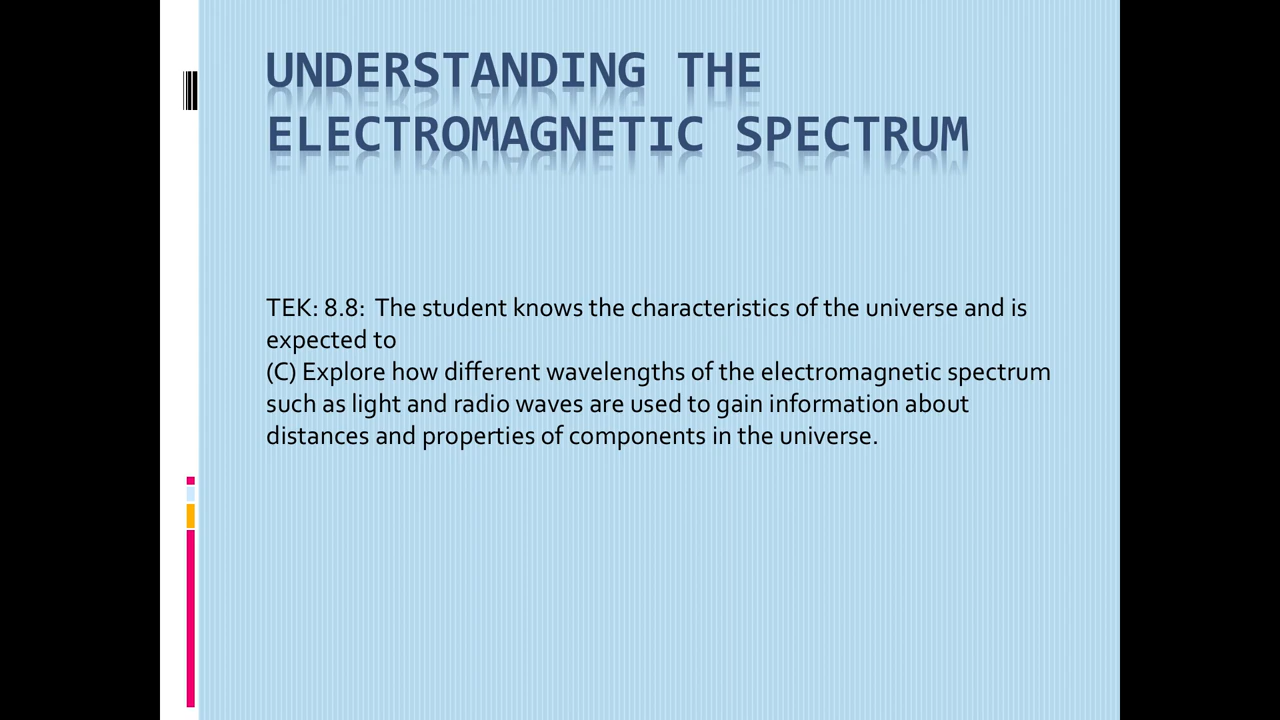 UNDERSTANDING THE
ELECTROMAGNETIC SPECTRUM
TEK: 8.8:  The student knows the characteristics of the universe and is
expected to
(C) Explore how different wavelengths of the electromagnetic spectrum
such as light and radio waves are used to gain information about
distances and properties of components in the universe.